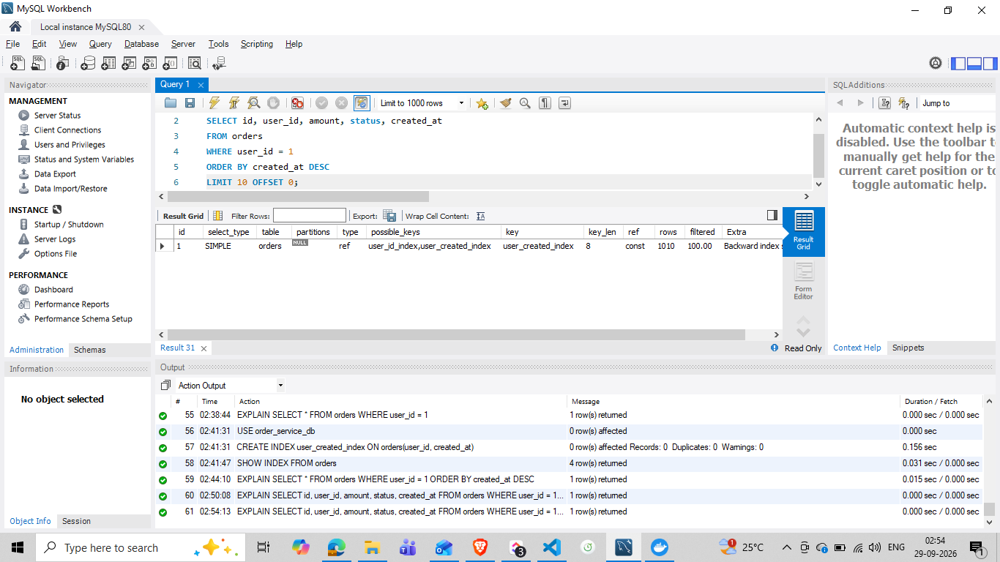 MySQL Workbench
Local instance MySQL80
File Edit View Query Database Server Tools Scripting Help
Navigator
MANAGEMENT
Server Status
Client Connections
Users and Privileges
Status and System Variables
Data Export
Data Import/Restore
INSTANCE
Startup / Shutdown
Server Logs
Options File
PERFORMANCE
Dashboard
Performance Reports
Performance Schema Setup
Administration Schemas
Information
No object selected
Object Info Session
Query 1
Limit to 1000 rows
2 SELECT id, user_id, amount, status, created_at
3 FROM orders
4 WHERE user_id = 1
5 ORDER BY created_at DESC
6 LIMIT 10 OFFSET 0;
Result Grid Filter Rows: Export: Wrap Cell Content:
id select_type table partitions type possible_keys key key_len ref rows filtered Extra
1 SIMPLE orders NULL ref user_id_index,user_created_index user_created_index 8 const 1010 100.00 Backward index s
Result Grid
Form Editor
Result 31
Read Only
Output
Action Output
# Time Action Message Duration / Fetch
55 02:38:44 EXPLAIN SELECT * FROM orders WHERE user_id = 1 1 row(s) returned 0.000 sec / 0.000 sec
56 02:41:31 USE order_service_db 0 row(s) affected 0.000 sec
57 02:41:31 CREATE INDEX user_created_index ON orders(user_id, created_at) 0 row(s) affected Records: 0 Duplicates: 0 Warnings: 0 0.156 sec
58 02:41:47 SHOW INDEX FROM orders 4 row(s) returned 0.031 sec / 0.000 sec
59 02:44:10 EXPLAIN SELECT * FROM orders WHERE user_id = 1 ORDER BY created_at DESC 1 row(s) returned 0.015 sec / 0.000 sec
60 02:50:08 EXPLAIN SELECT id, user_id, amount, status, created_at FROM orders WHERE user_id = 1... 1 row(s) returned 0.000 sec / 0.000 sec
61 02:54:13 EXPLAIN SELECT id, user_id, amount, status, created_at FROM orders WHERE user_id = 1... 1 row(s) returned 0.000 sec / 0.000 sec
SQLAdditions
Jump to
Automatic context help is
disabled. Use the toolbar t
manually get help for the
current caret position or to
toggle automatic help.
Context Help Snippets
Type here to search
25°C
ENG
02:54
29-09-2026